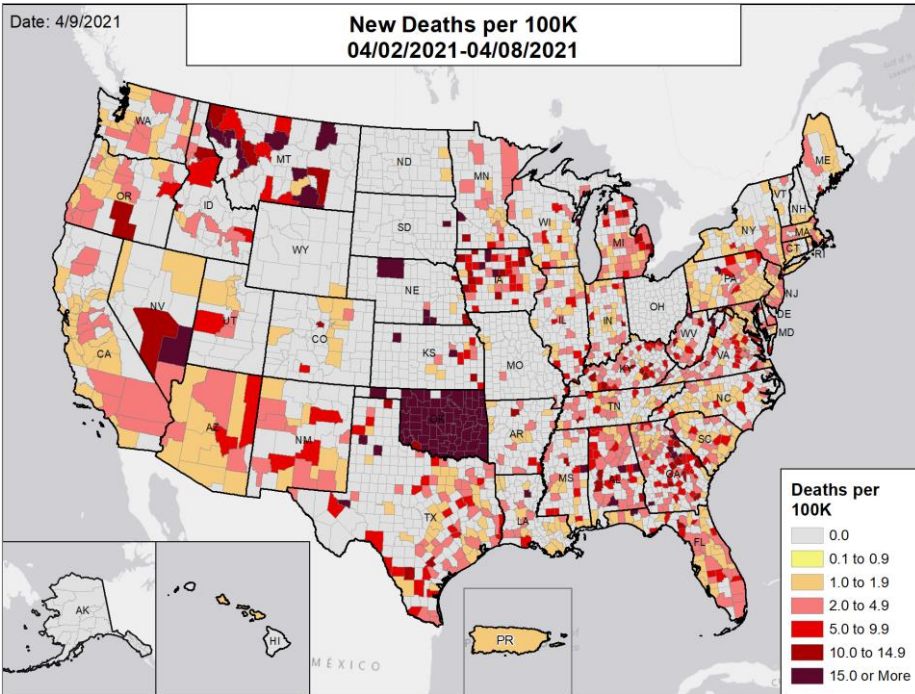 Date: 4/9/2021
New Deaths per 100K
04/02/2021-04/08/2021
WA
MT
ND
MN
ME
OR
ID
SD
WI
MI
VT
NH
NY
MA
CT
RI
WY
IA
NE
PA
NJ
NV
UT
CO
IL
IN
OH
DE
MD
WV
VA
CA
KS
MO
KY
AZ
NM
OK
AR
TN
NC
SC
TX
LA
MS
AL
GA
FL
AK
HI
PR
MÉXICO
Deaths per
100K
0.0
0.1 to 0.9
1.0 to 1.9
2.0 to 4.9
5.0 to 9.9
10.0 to 14.9
15.0 or More